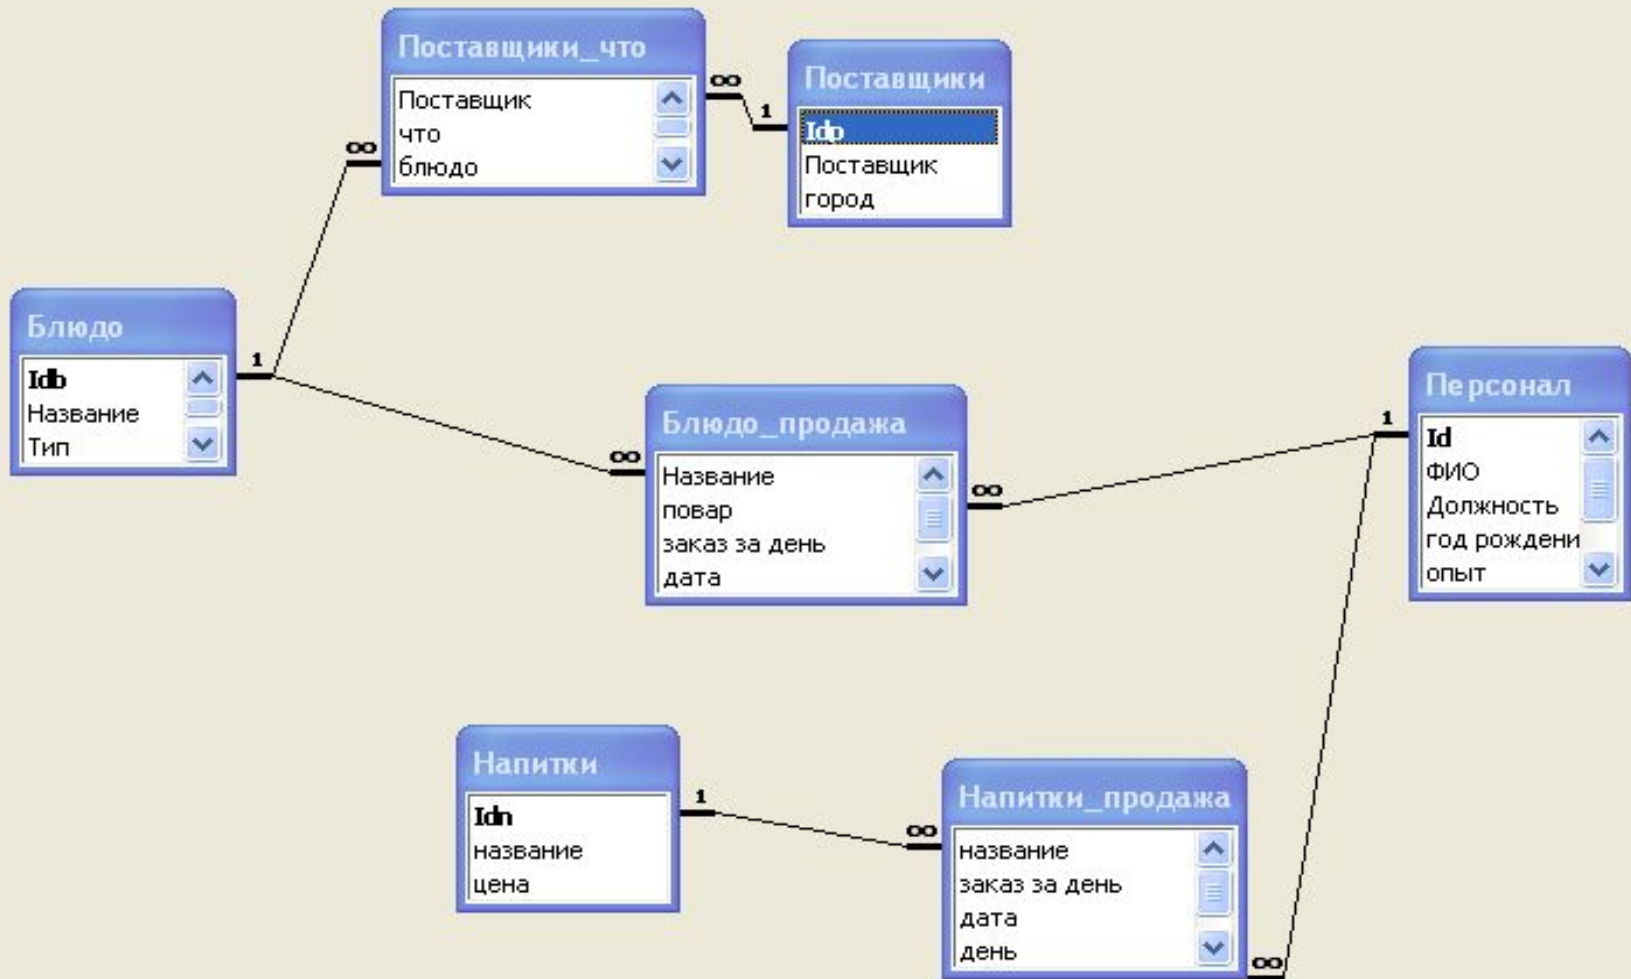 Поставщики_что
Поставщик
что
блюдо
∞
∞
1
Поставщики
Idp
Поставщик
город
Блюдо
Idb
Название
Тип
1
∞
Блюдо_продажа
Название
повар
заказ за день
дата
∞
1
Персонал
Id
ФИО
Должность
год рождени
опыт
Напитки
Idn
название
цена
1
∞
Напитки_продажа
название
заказ за день
дата
день
∞